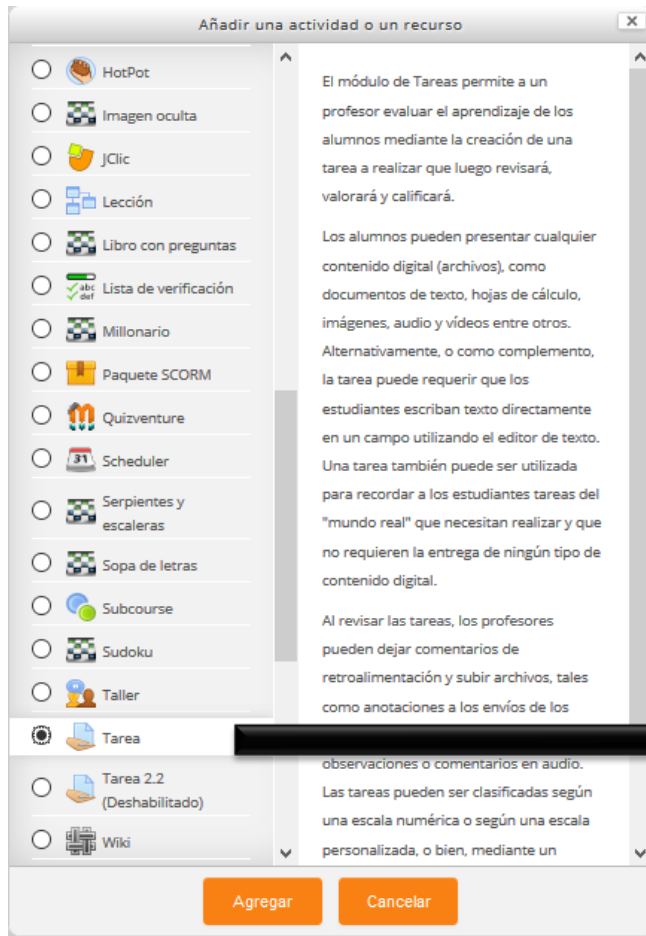 Añadir una actividad o un recurso
HotPot
Imagen oculta
JClic
Lección
Libro con preguntas
abc
def
Lista de verificación
Millonario
Paquete SCORM
Quizventure
31
Scheduler
Serpientes y
escaleras
Sopa de letras
Subcourse
Sudoku
Taller
Tarea
Tarea 2.2
(Deshabilitado)
Wiki
El módulo de Tareas permite a un
profesor evaluar el aprendizaje de los
alumnos mediante la creación de una
tarea a realizar que luego revisará,
valorará y calificará.
Los alumnos pueden presentar cualquier
contenido digital (archivos), como
documentos de texto, hojas de cálculo,
imágenes, audio y vídeos entre otros.
Alternativamente, o como complemento,
la tarea puede requerir que los
estudiantes escriban texto directamente
en un campo utilizando el editor de texto.
Una tarea también puede ser utilizada
para recordar a los estudiantes tareas del
"mundo real" que necesitan realizar y que
no requieren la entrega de ningún tipo de
contenido digital.
Al revisar las tareas, los profesores
pueden dejar comentarios de
retroalimentación y subir archivos, tales
como anotaciones a los envíos de los
observaciones o comentarios en audio.
Las tareas pueden ser clasificadas según
una escala numérica o según una escala
personalizada, o bien, mediante un
Agregar
Cancelar